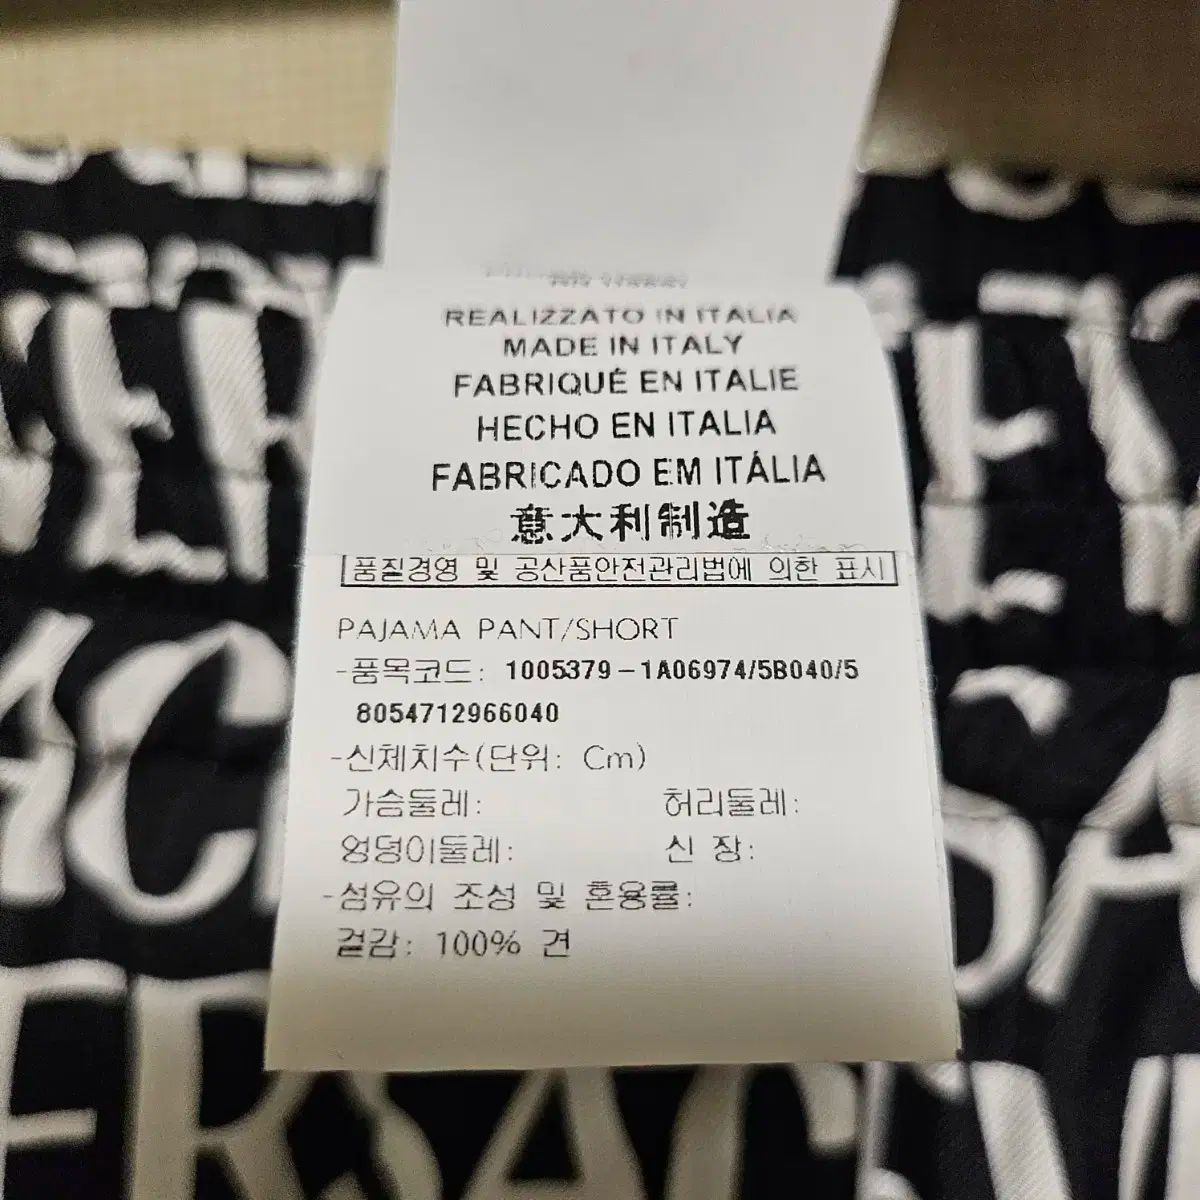 REALIZZATO IN ITALIA
MADE IN ITALY
FABRIQUÉ EN ITALIE
HECHO EN ITALIA
FABRICADO EM ITÁLIA
意大利制造
품질경영 및 공산품안전관리법에 의한 표시
PAJAMA PANT/SHORT
-품목코드: 1005379-1A06974/5B040/5
8054712966040
-신체치수(단위: Cm)
가슴둘레: 허리둘레:
엉덩이둘레: 신 장:
-섬유의 조성 및 혼용률:
겉감: 100% 견